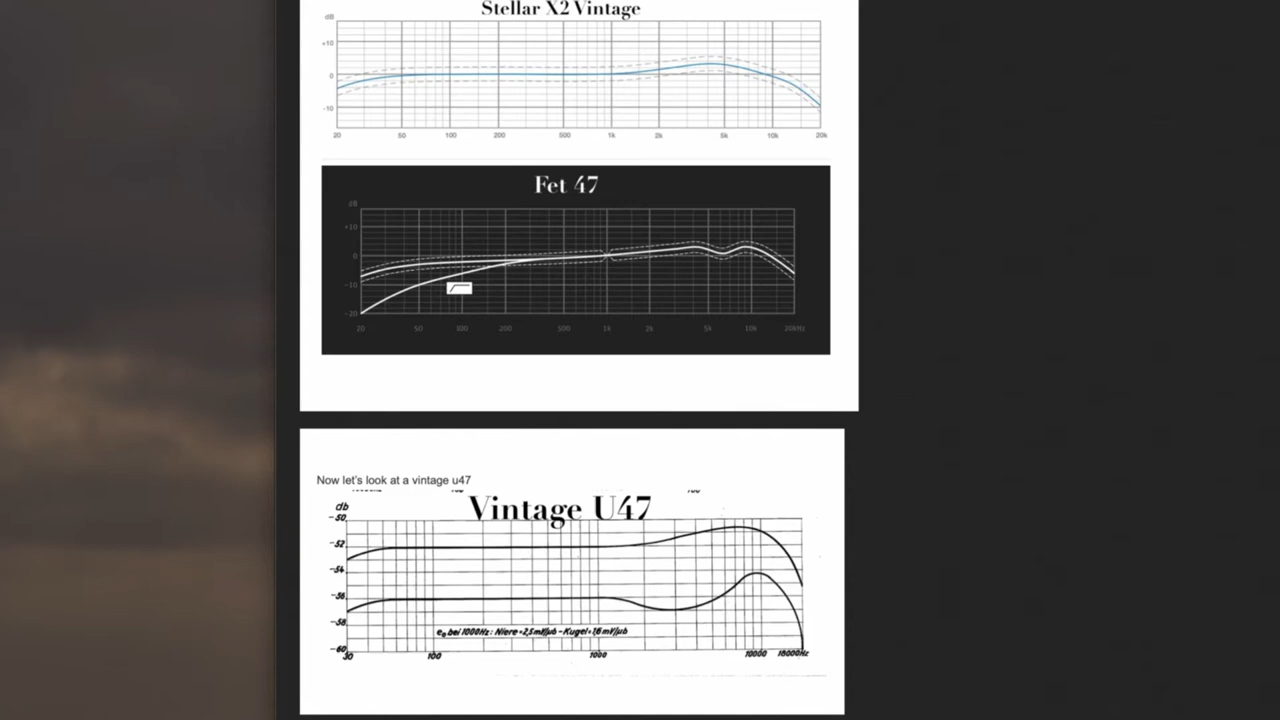 Stellar X2 Vintage
dB
+10
0
-10
20 50 100 200 500 1k 2k 5k 10k 20k
Fet 47
dB
+10
0
-10
-20
20 50 100 200 500 1k 2k 5k 10k 20kHz
Now let's look at a vintage u47
Vintage U47
db
-50
-52
-54
-56
-58
-60
e₀ bei 1000Hz: Niere=2,5mV/µb - Kugel=1,6mV/µb
30 100 1000 10000 18000Hz